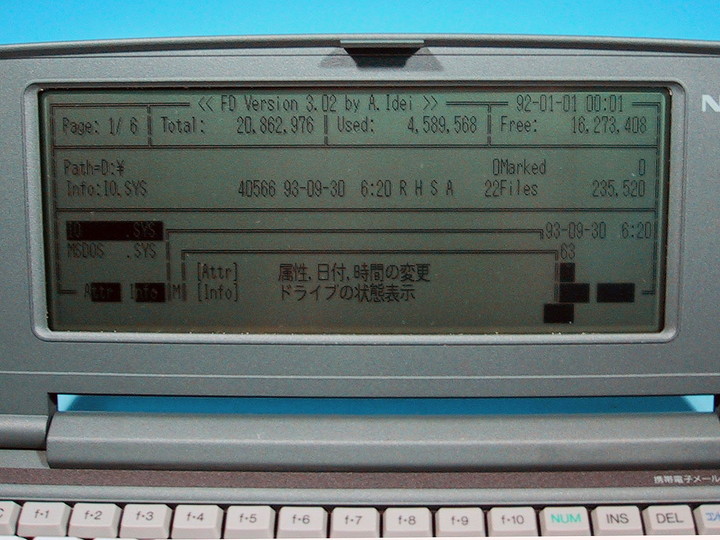 << FD Version 3.02 by A.Idei >> 92-01-01 00:01
Page: 1/ 6 Total: 20,862,976 Used: 4,589,568 Free: 16,273,408
Path=D:¥ 0Marked 0
Info:IO.SYS 40566 93-09-30 6:20 R H S A 22Files 235,520
IO .SYS 93-09-30 6:20
MSDOS .SYS 63
[Attr] 属性,日付,時間の変更
Attr Info M [Info] ドライブの状態表示
N
携帯電子メール
f・1 f・2 f・3 f・4 f・5 f・6 f・7 f・8 f・9 f・10 NUM INS DEL